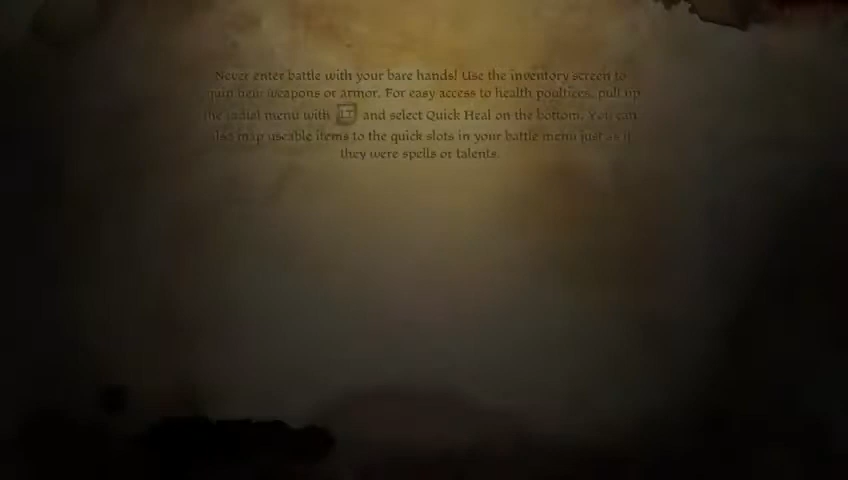 Never enter battle with your bare hands! Use the inventory screen to
equip new weapons or armor. For easy access to health poultices, pull up
the radial menu with LT and select Quick Heal on the bottom. You can
also map useable items to the quick slots in your battle menu just as if
they were spells or talents.